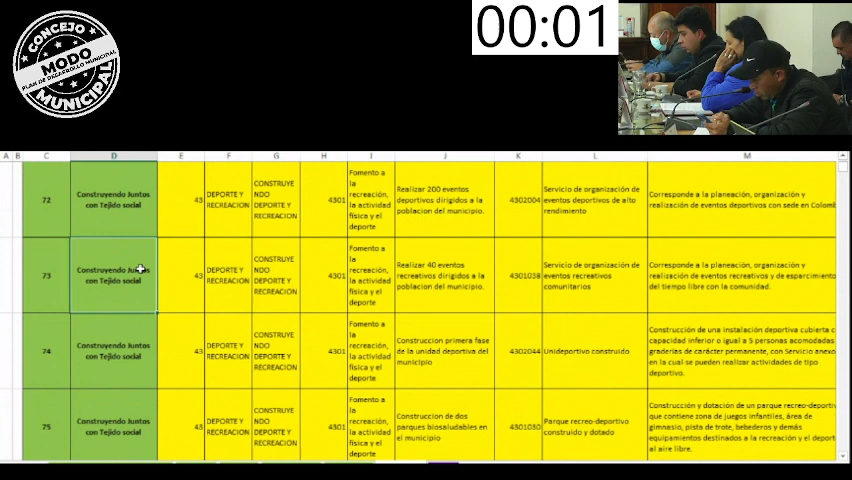 CONCEJO
MODO
PLAN DE DESARROLLO MUNICIPAL
MUNICIPAL
00:01
A B C D E F G H I J K L M
72
Construyendo Juntos
con Tejido social
43
DEPORTE Y
RECREACION
CONSTRUYE
NDO
DEPORTE Y
RECREACION
4301
Fomento a
la
recreación,
la actividad
física y el
deporte
Realizar 200 eventos
deportivos dirigidos a la
poblacion del municipio.
4302004
Servicio de organización de
eventos deportivos de alto
rendimiento
Corresponde a la planeación, organización y
realización de eventos deportivos con sede en Colomb
73
Construyendo Juntos
con Tejido social
43
DEPORTE Y
RECREACION
CONSTRUYE
NDO
DEPORTE Y
RECREACION
4301
Fomento a
la
recreación,
la actividad
física y el
deporte
Realizar 40 eventos
recreativos dirigidos a la
poblacion del municipio.
4301038
Servicio de organización de
eventos recreativos
comunitarios
Corresponde a la planeación, organización y
realización de eventos recreativos y de esparcimiento
del tiempo libre con la comunidad.
74
Construyendo Juntos
con Tejido social
43
DEPORTE Y
RECREACION
CONSTRUYE
NDO
DEPORTE Y
RECREACION
4301
Fomento a
la
recreación,
la actividad
física y el
deporte
Construccion primera fase
de la unidad deportiva del
municipio
4302044
Unideportivo construido
Construcción de una instalación deportiva cubierta c
capacidad inferior o igual a 5 personas acomodadas
graderías de carácter permanente, con Servicio anexo
en la cual se pueden realizar actividades de tipo
deportivo.
75
Construyendo Juntos
con Tejido social
43
DEPORTE Y
RECREACION
CONSTRUYE
NDO
DEPORTE Y
RECREACION
4301
Fomento a
la
recreación,
la actividad
física y el
deporte
Construccion de dos
parques biosaludables en
el municipio
4301030
Parque recreo-deportivo
construido y dotado
Construcción y dotación de un parque recreo-deportiv
que contiene zona de juegos infantiles, área de
gimnasio, pista de trote, bebederos y demás
equipamientos destinados a la recreación y el deport
al aire libre.